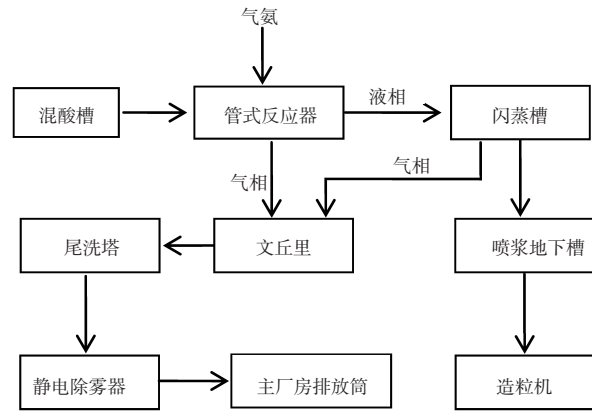 气氨
混酸槽
管式反应器
液相
闪蒸槽
气相
气相
尾洗塔
文丘里
喷浆地下槽
静电除雾器
主厂房排放筒
造粒机